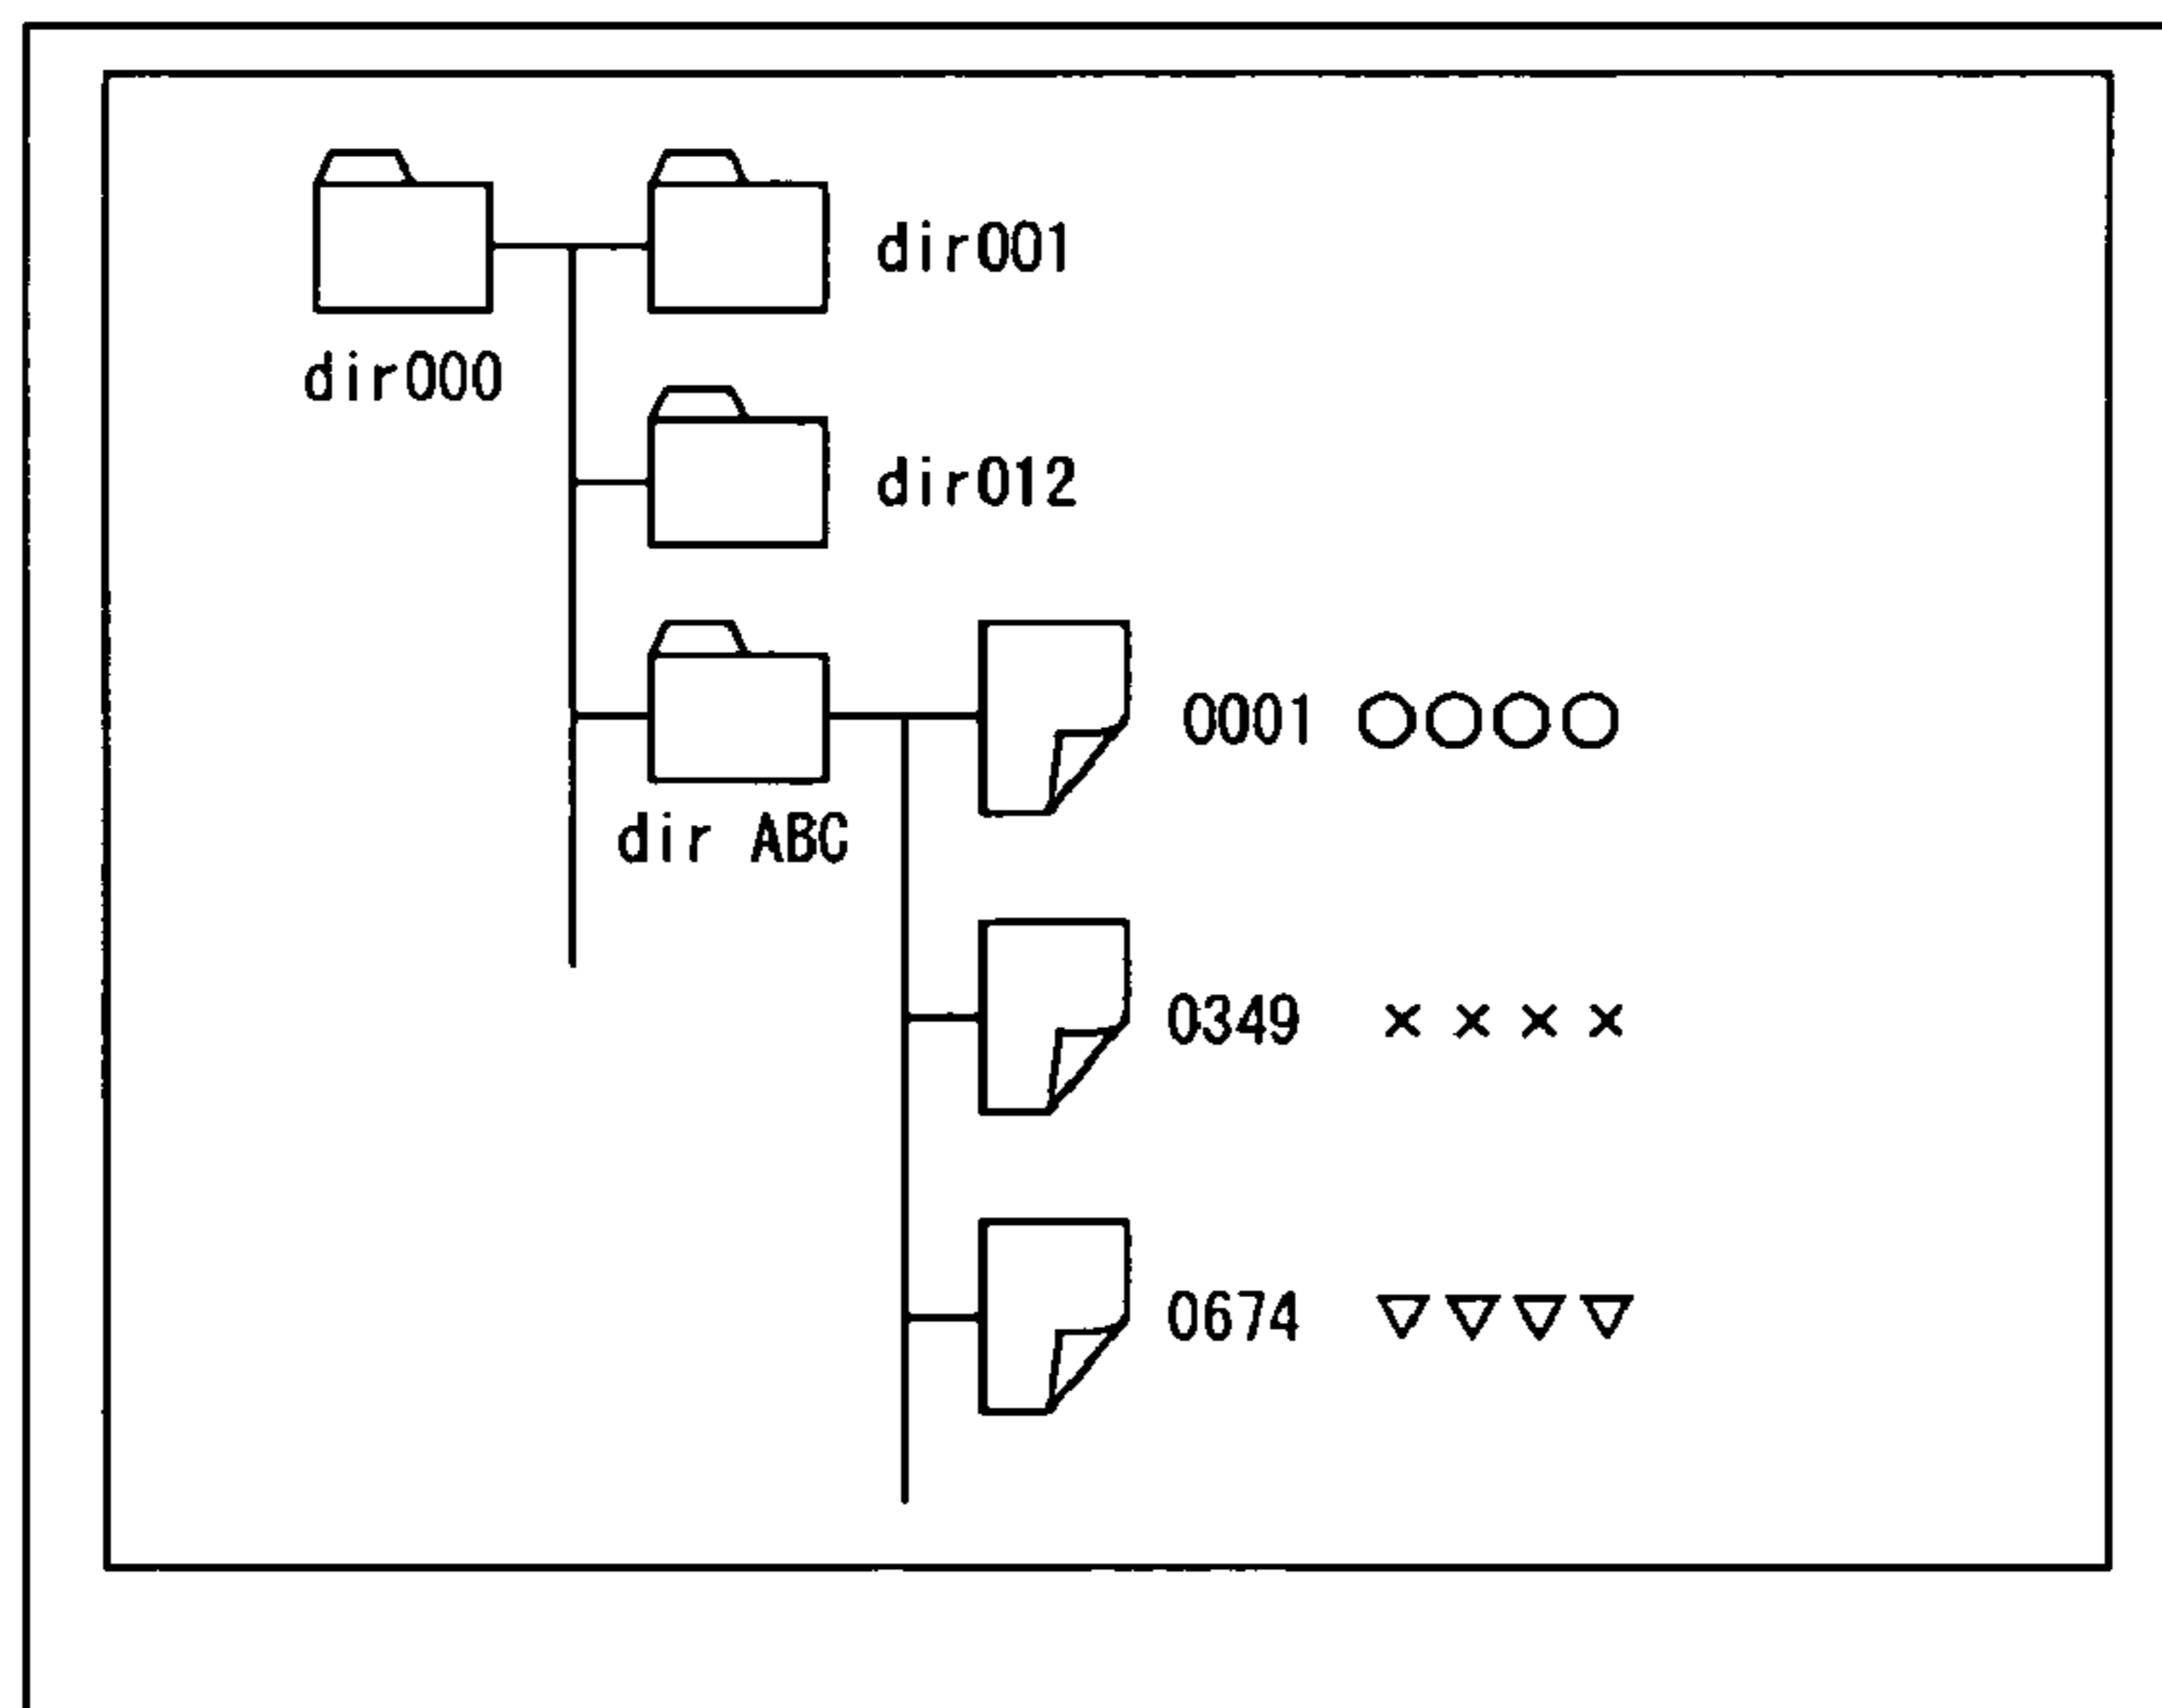 dir001
dir000
dir012
0001 ○○○○
dir ABC
0349 ××××
0674 ▽▽▽▽